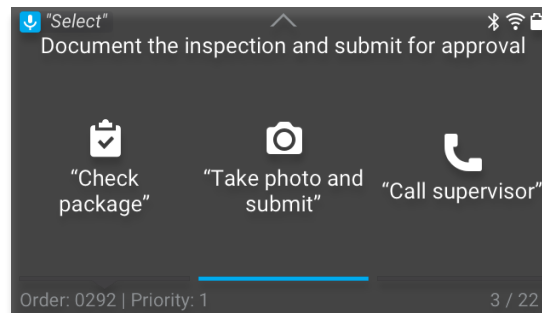 "Select"
Document the inspection and submit for approval
“Check
package”
“Take photo and
submit”
“Call supervisor”
Order: 0292 | Priority: 1
3 / 22